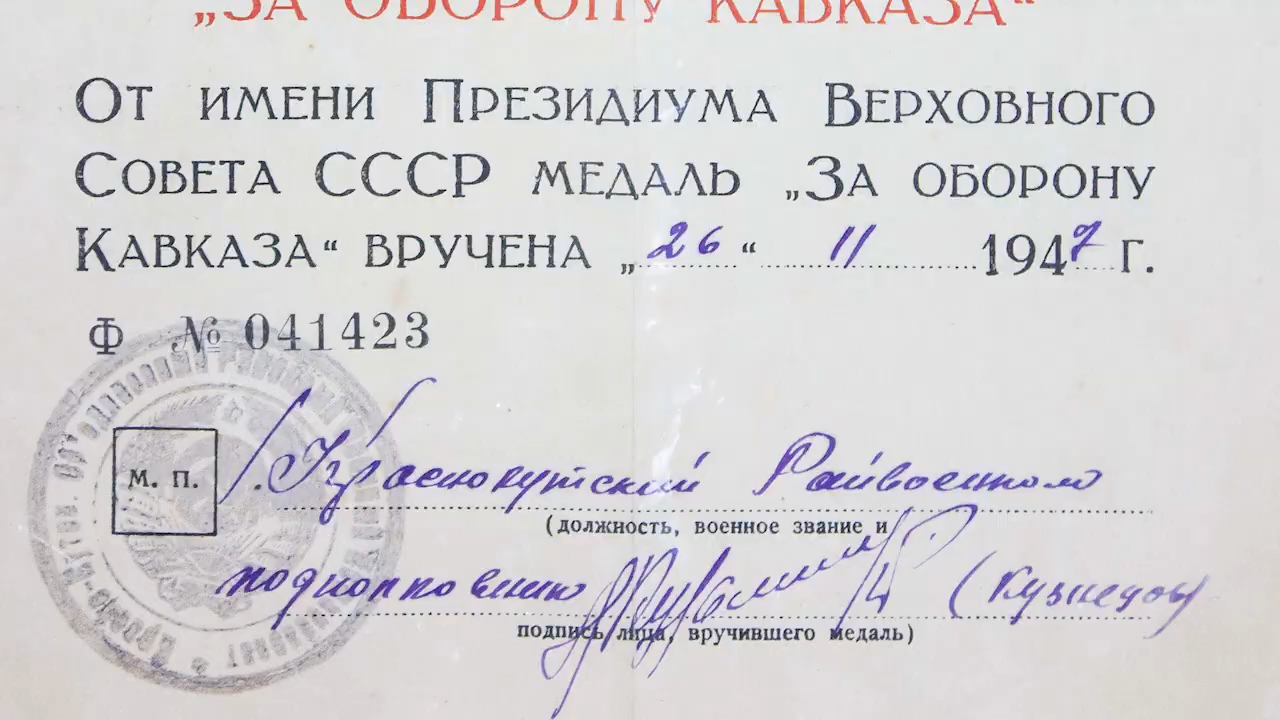 „ЗА ОБОРОНУ КАВКАЗА“
От имени Президиума Верховного
Совета СССР медаль „За оборону
Кавказа“ вручена „26“ 11 1947 г.
Ф № 041423
м. п. Краснокутский Райвоенком
(должность, военное звание и
подполковник (Кузнецов)
подпись лица, вручившего медаль)